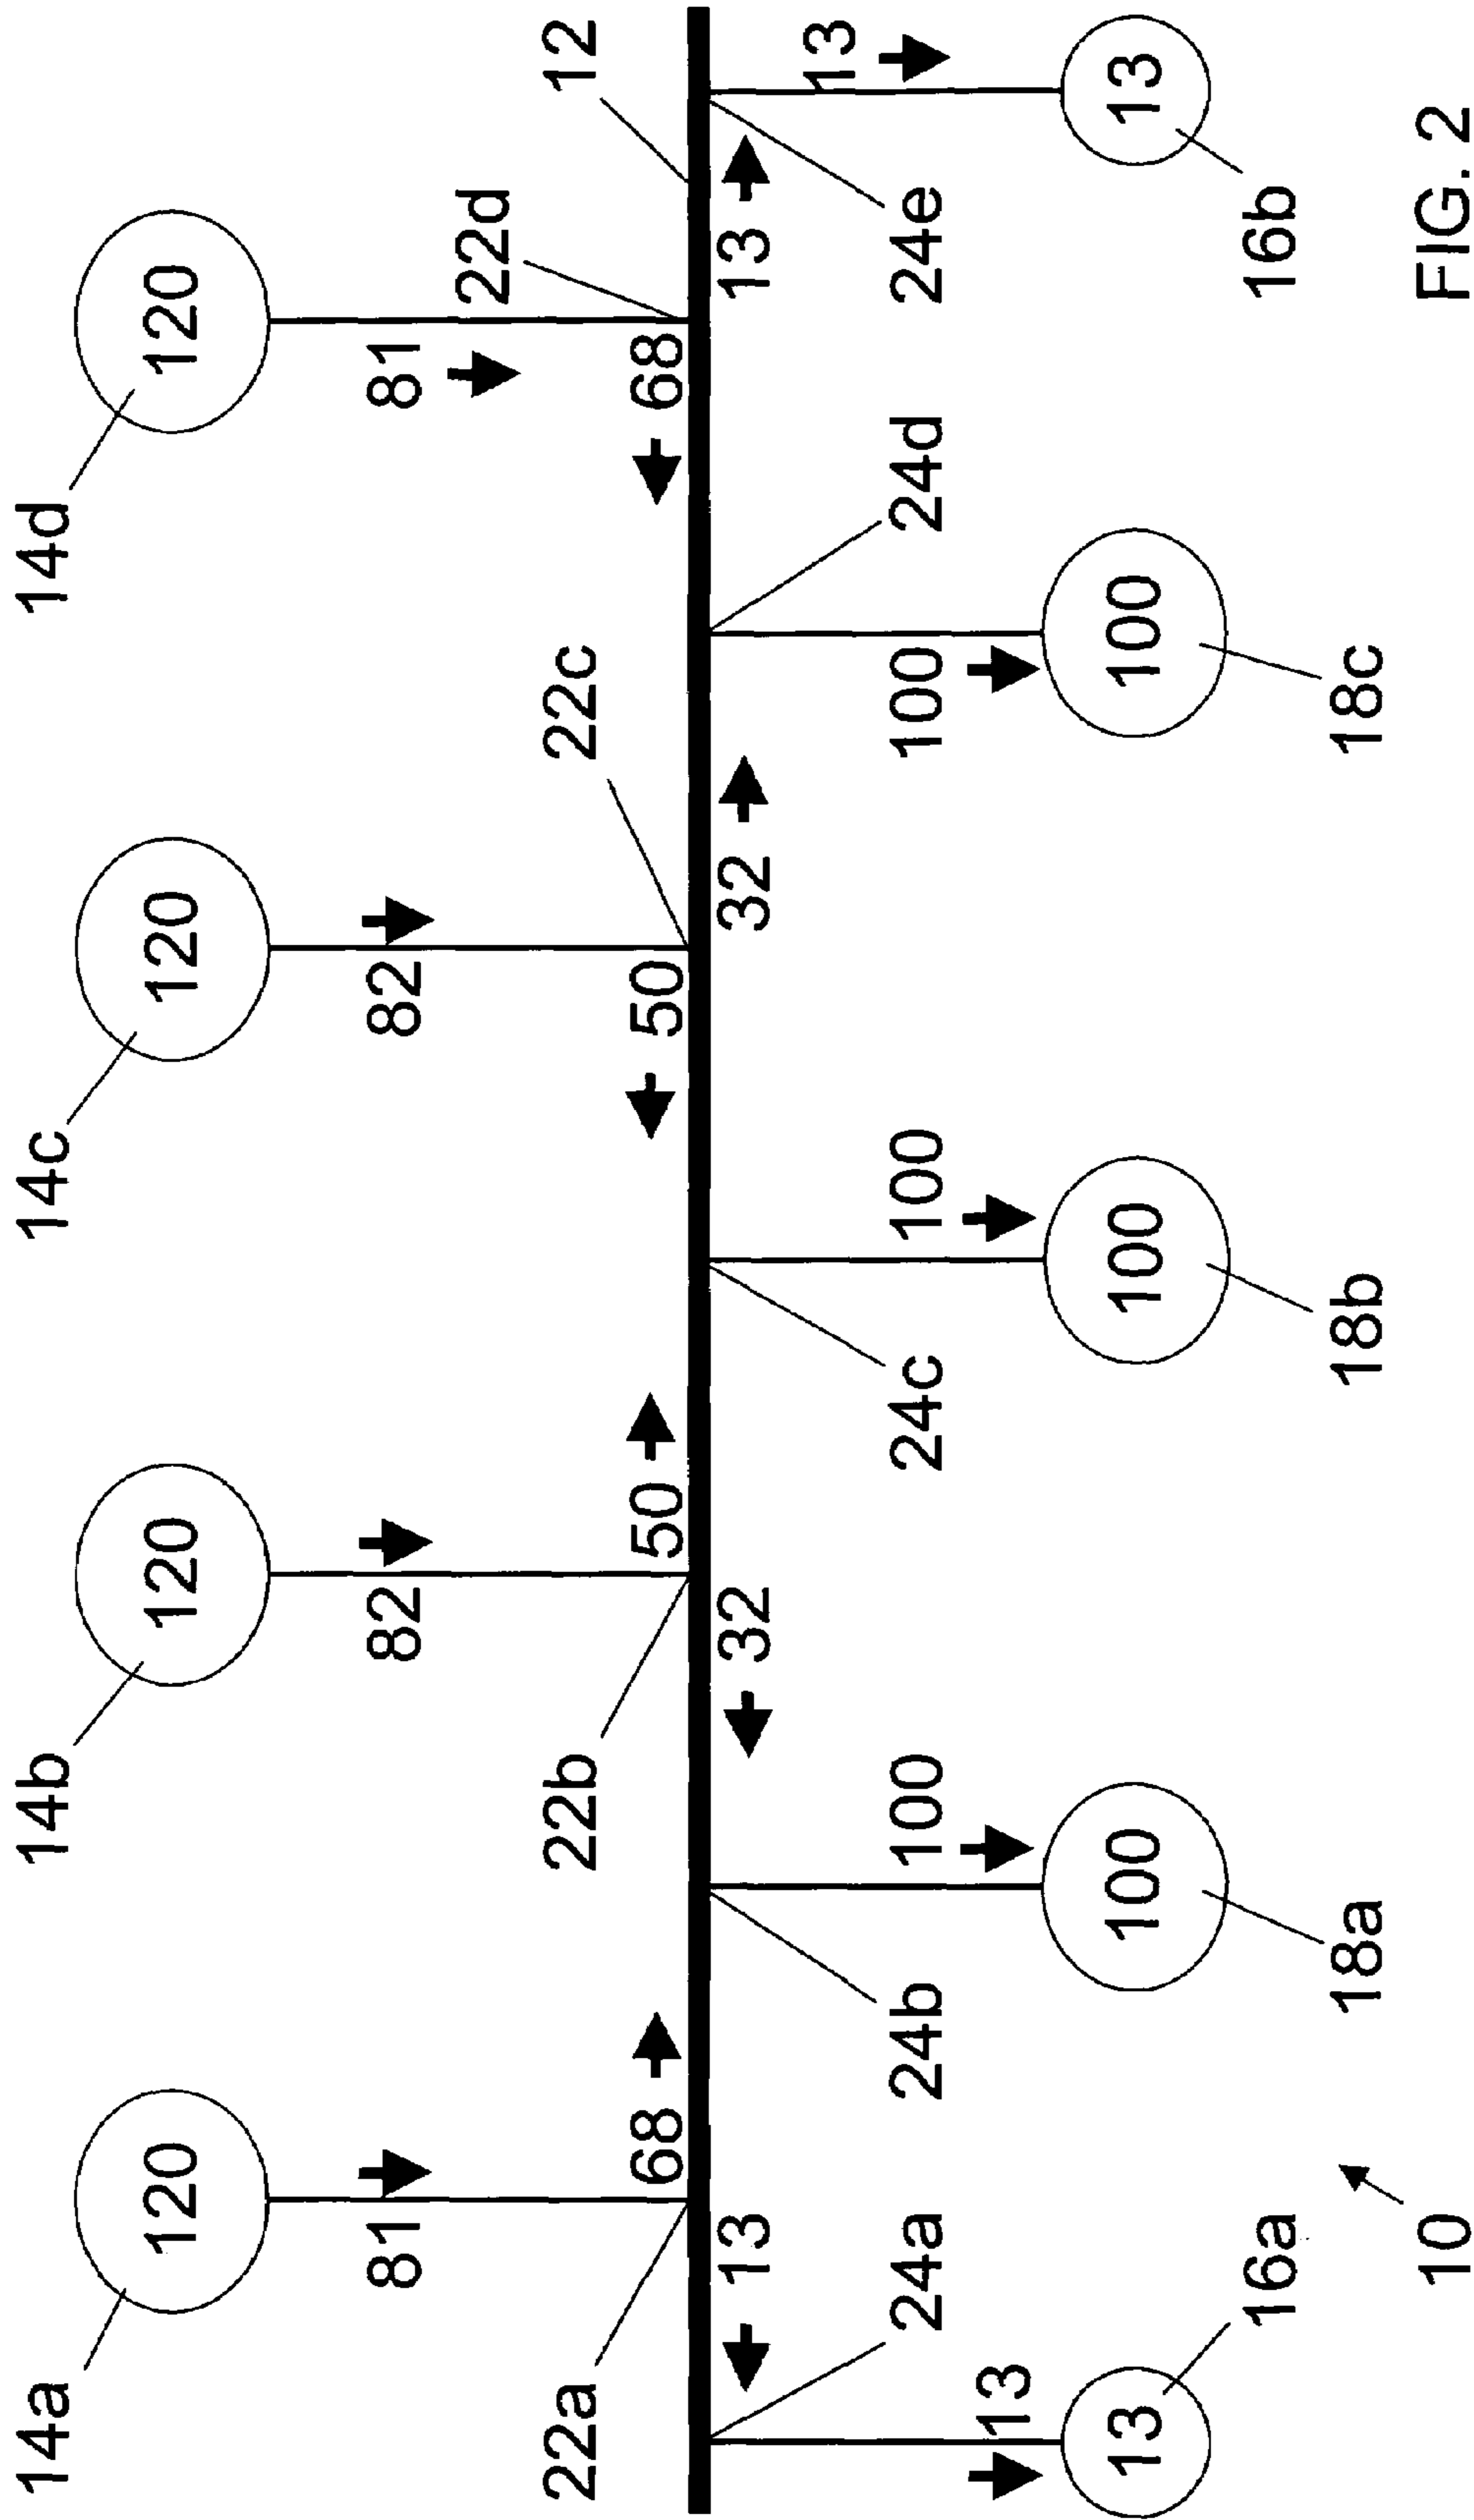 14a 14b 14c 14d
120 120 120 120
81 82 82 81
22d
22a 22b 22c 12
68 50 50 68
13 32 32 13
13
24a 24b 100 24c 100 100 24d 24e
13
13 100 100 100 13
16a 16b
18a 18b 18c
10 FIG. 2